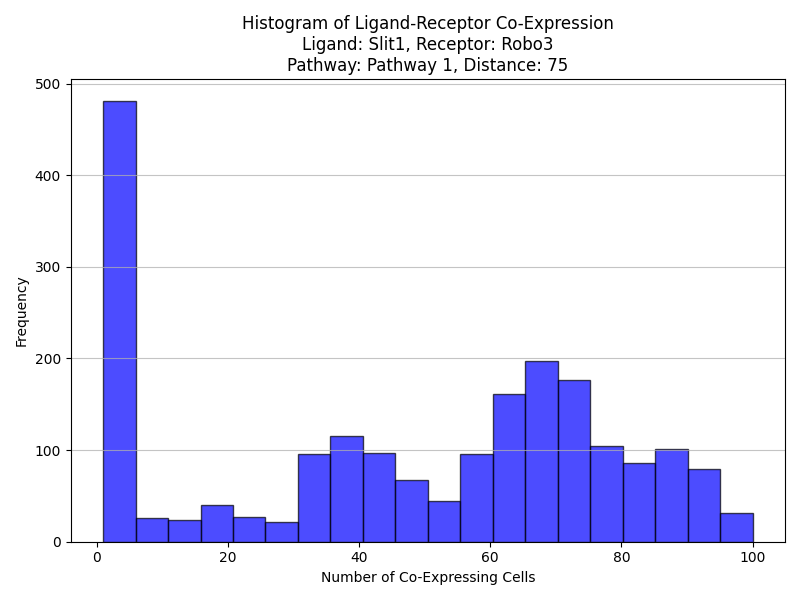 Histogram of Ligand-Receptor Co-Expression
Ligand: Slit1, Receptor: Robo3
Pathway: Pathway 1, Distance: 75
500
400
300
200
100
0
Frequency
0 20 40 60 80 100
Number of Co-Expressing Cells